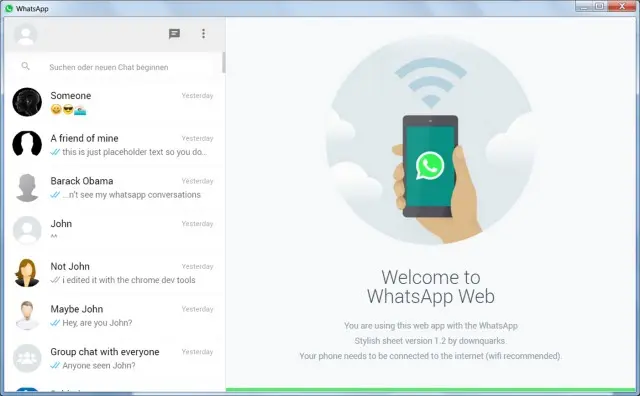 WhatsApp
Suchen oder neuen Chat beginnen
Someone
Yesterday
A friend of mine
Yesterday
this is just placeholder text so you do...
Barack Obama
Yesterday
...n't see my whatsapp conversations
John
Yesterday
^^
Not John
Yesterday
i edited it with the chrome dev tools
Maybe John
Yesterday
Hey, are you John?
Group chat with everyone
Yesterday
Anyone seen John?
Welcome to
WhatsApp Web
You are using this web app with the WhatsApp
Stylish sheet version 1.2 by downquarks.
Your phone needs to be connected to the internet (wifi recommended).